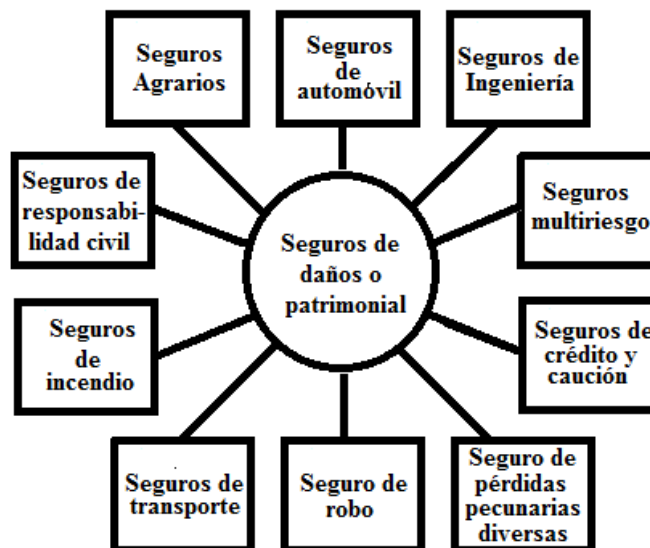 Seguros
Agrarios
Seguros
de
automóvil
Seguros de
Ingeniería
Seguros de
responsabi-
lidad civil
Seguros de
daños o
patrimonial
Seguros
multiriesgo
Seguros
de
incendio
Seguros de
crédito y
caución
Seguros de
transporte
Seguro de
robo
Seguro de
pérdidas
pecunarias
diversas